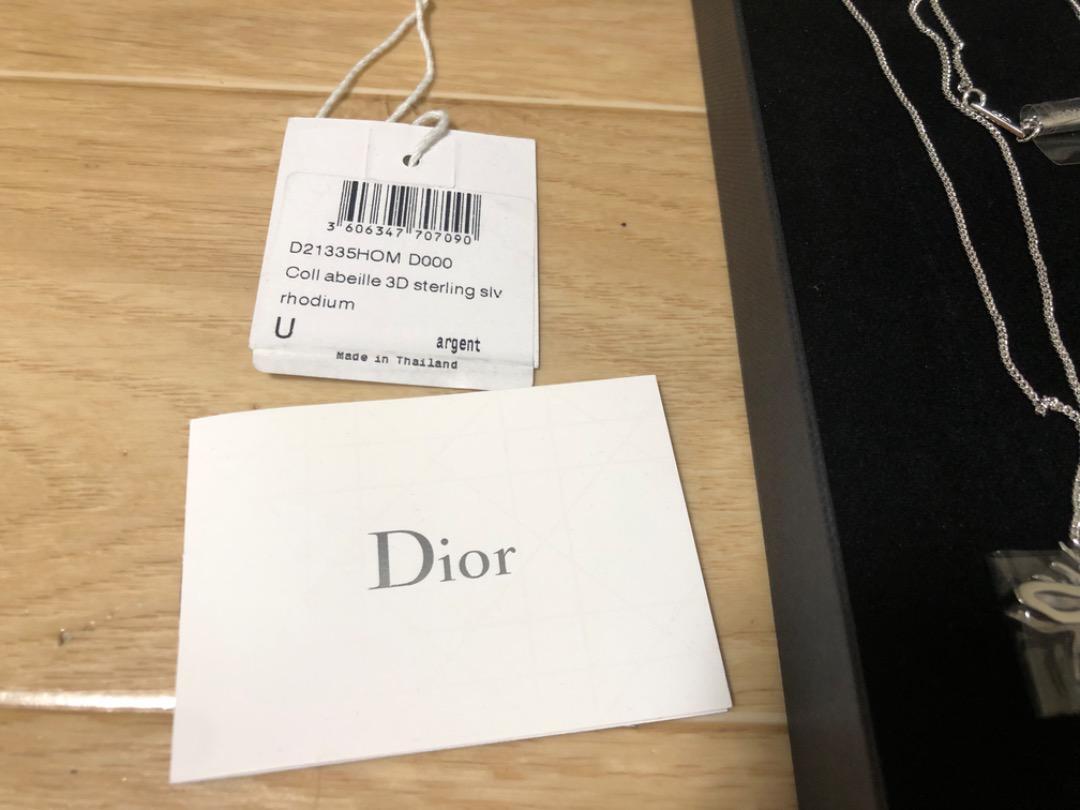 3 606347 707090
D21335HOM D000
Coll abeille 3D sterling slv
rhodium
U
argent
Made in Thailand
Dior